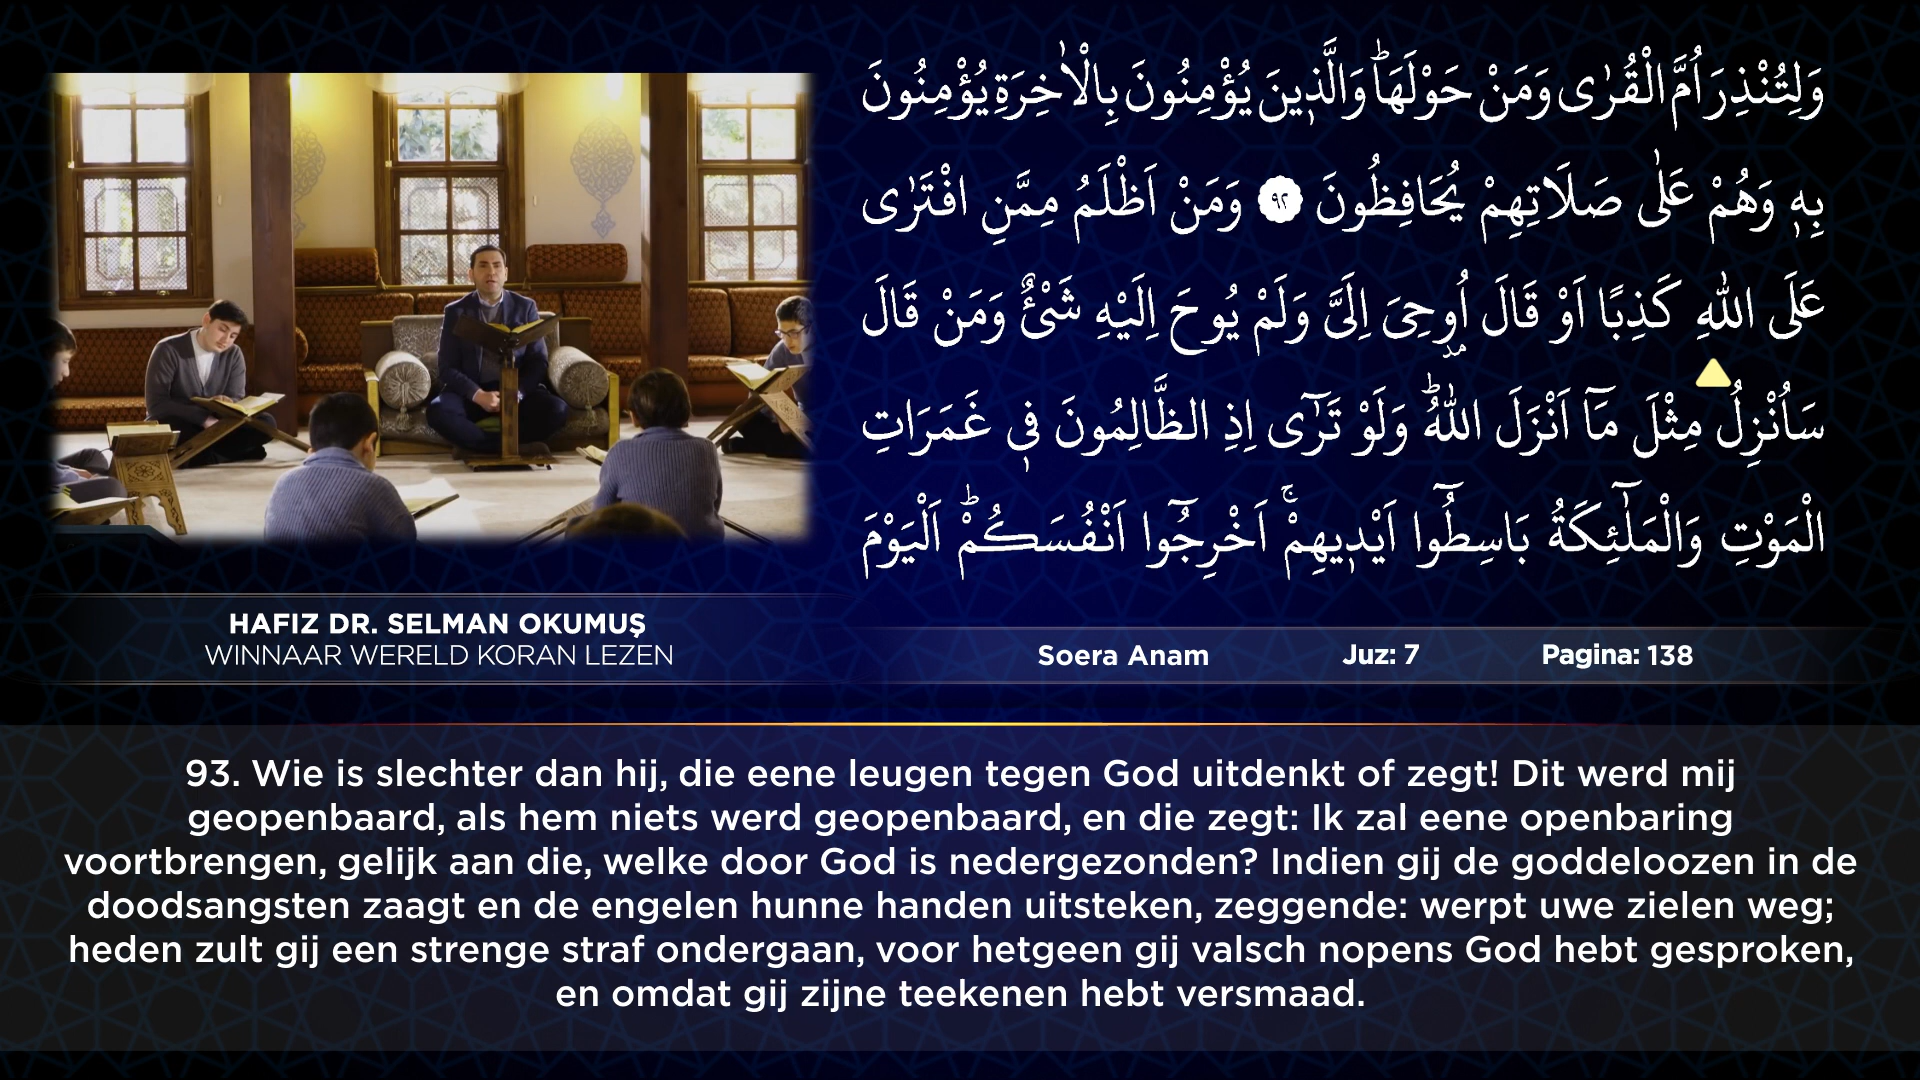 وَلِتُنْذِرَ اُمَّ الْقُرٰى وَمَنْ حَوْلَهَاۜ وَالَّذ۪ينَ يُؤْمِنُونَ بِالْاٰخِرَةِ يُؤْمِنُونَ
بِه۪ وَهُمْ عَلٰى صَلَاتِهِمْ يُحَافِظُونَ ٩٢ وَمَنْ اَظْلَمُ مِمَّنِ افْتَرٰى
عَلَى اللّٰهِ كَذِبًا اَوْ قَالَ اُو۫حِيَ اِلَيَّ وَلَمْ يُوحَ اِلَيْهِ شَيْءٌ وَمَنْ قَالَ
سَاُنْزِلُ مِثْلَ مَٓا اَنْزَلَ اللّٰهُۜ وَلَوْ تَرٰٓى اِذِ الظَّالِمُونَ ف۪ي غَمَرَاتِ
الْمَوْتِ وَالْمَلٰٓئِكَةُ بَاسِطُٓوا اَيْد۪يهِمْۚ اَخْرِجُٓوا اَنْفُسَكُمْۜ اَلْيَوْمَ
HAFIZ DR. SELMAN OKUMUŞ
WINNAAR WERELD KORAN LEZEN
Soera Anam Juz: 7 Pagina: 138
93. Wie is slechter dan hij, die eene leugen tegen God uitdenkt of zegt! Dit werd mij
geopenbaard, als hem niets werd geopenbaard, en die zegt: Ik zal eene openbaring
voortbrengen, gelijk aan die, welke door God is nedergezonden? Indien gij de goddeloozen in de
doodsangsten zaagt en de engelen hunne handen uitsteken, zeggende: werpt uwe zielen weg;
heden zult gij een strenge straf ondergaan, voor hetgeen gij valsch nopens God hebt gesproken,
en omdat gij zijne teekenen hebt versmaad.